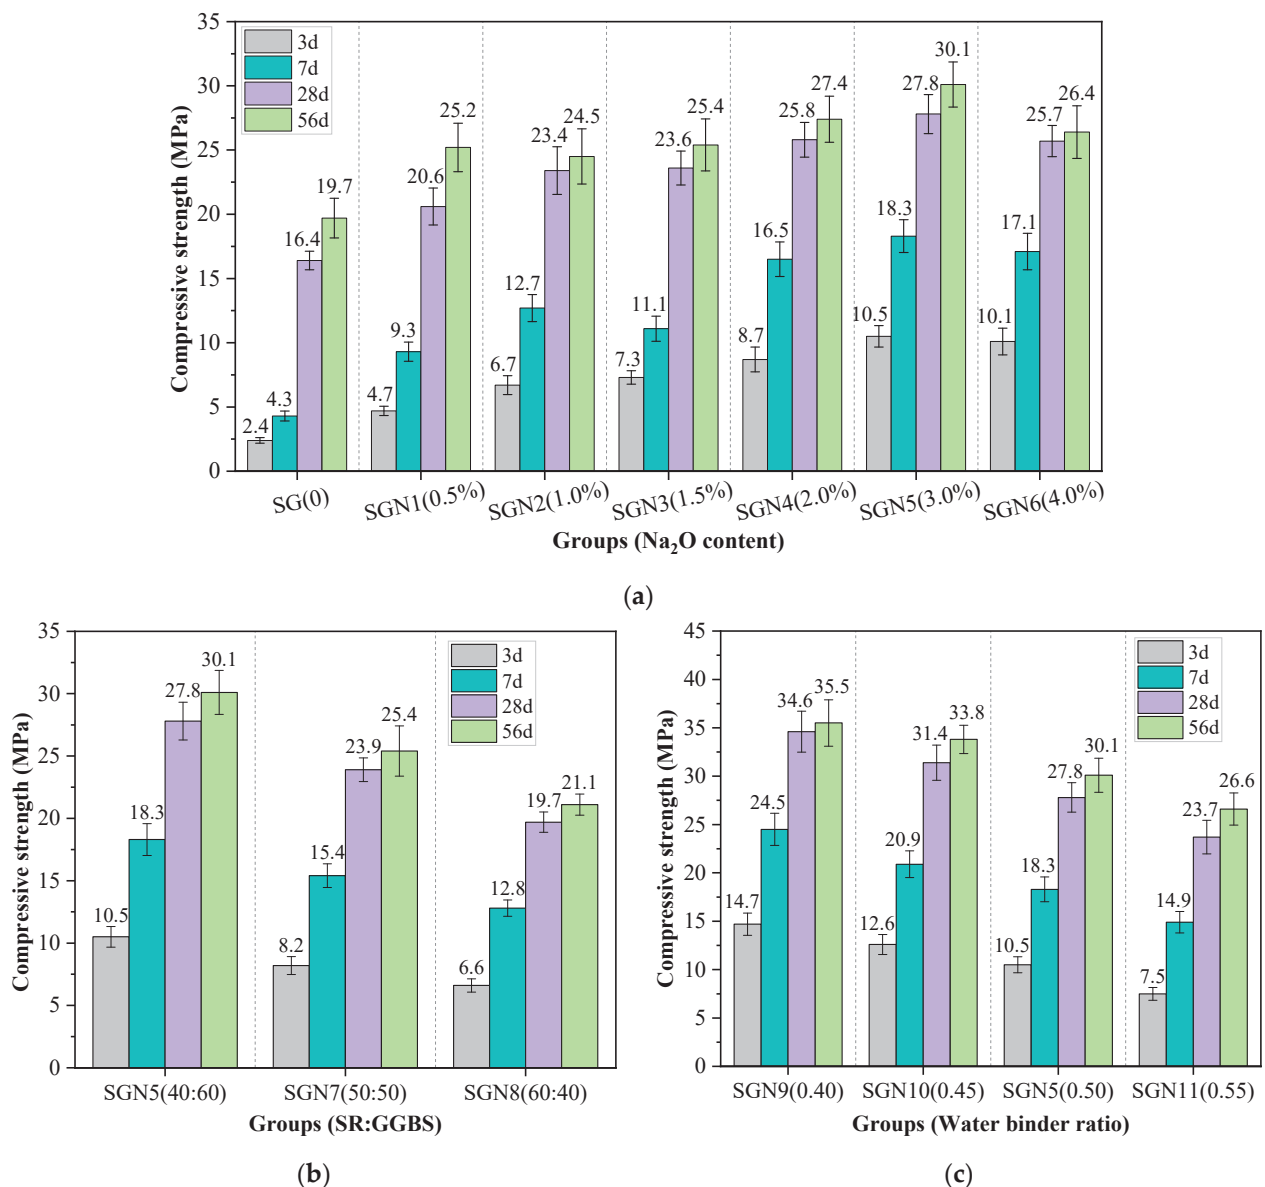 35
30
25
20
15
10
5
0
Compressive strength (MPa)
3d
7d
28d
56d
2.4
4.3
16.4
19.7
4.7
9.3
20.6
25.2
6.7
12.7
23.4
24.5
7.3
11.1
23.6
25.4
8.7
16.5
25.8
27.4
10.5
18.3
27.8
30.1
10.1
17.1
25.7
26.4
SG(0)
SGN1(0.5%)
SGN2(1.0%)
SGN3(1.5%)
SGN4(2.0%)
SGN5(3.0%)
SGN6(4.0%)
Groups (Na₂O content)
(a)
35
30
25
20
15
10
5
0
Compressive strength (MPa)
3d
7d
28d
56d
10.5
18.3
27.8
30.1
8.2
15.4
23.9
25.4
6.6
12.8
19.7
21.1
SGN5(40:60)
SGN7(50:50)
SGN8(60:40)
Groups (SR:GGBS)
(b)
45
40
35
30
25
20
15
10
5
0
Compressive strength (MPa)
3d
7d
28d
56d
14.7
24.5
34.6
35.5
12.6
20.9
31.4
33.8
10.5
18.3
27.8
30.1
7.5
14.9
23.7
26.6
SGN9(0.40)
SGN10(0.45)
SGN5(0.50)
SGN11(0.55)
Groups (Water binder ratio)
(c)